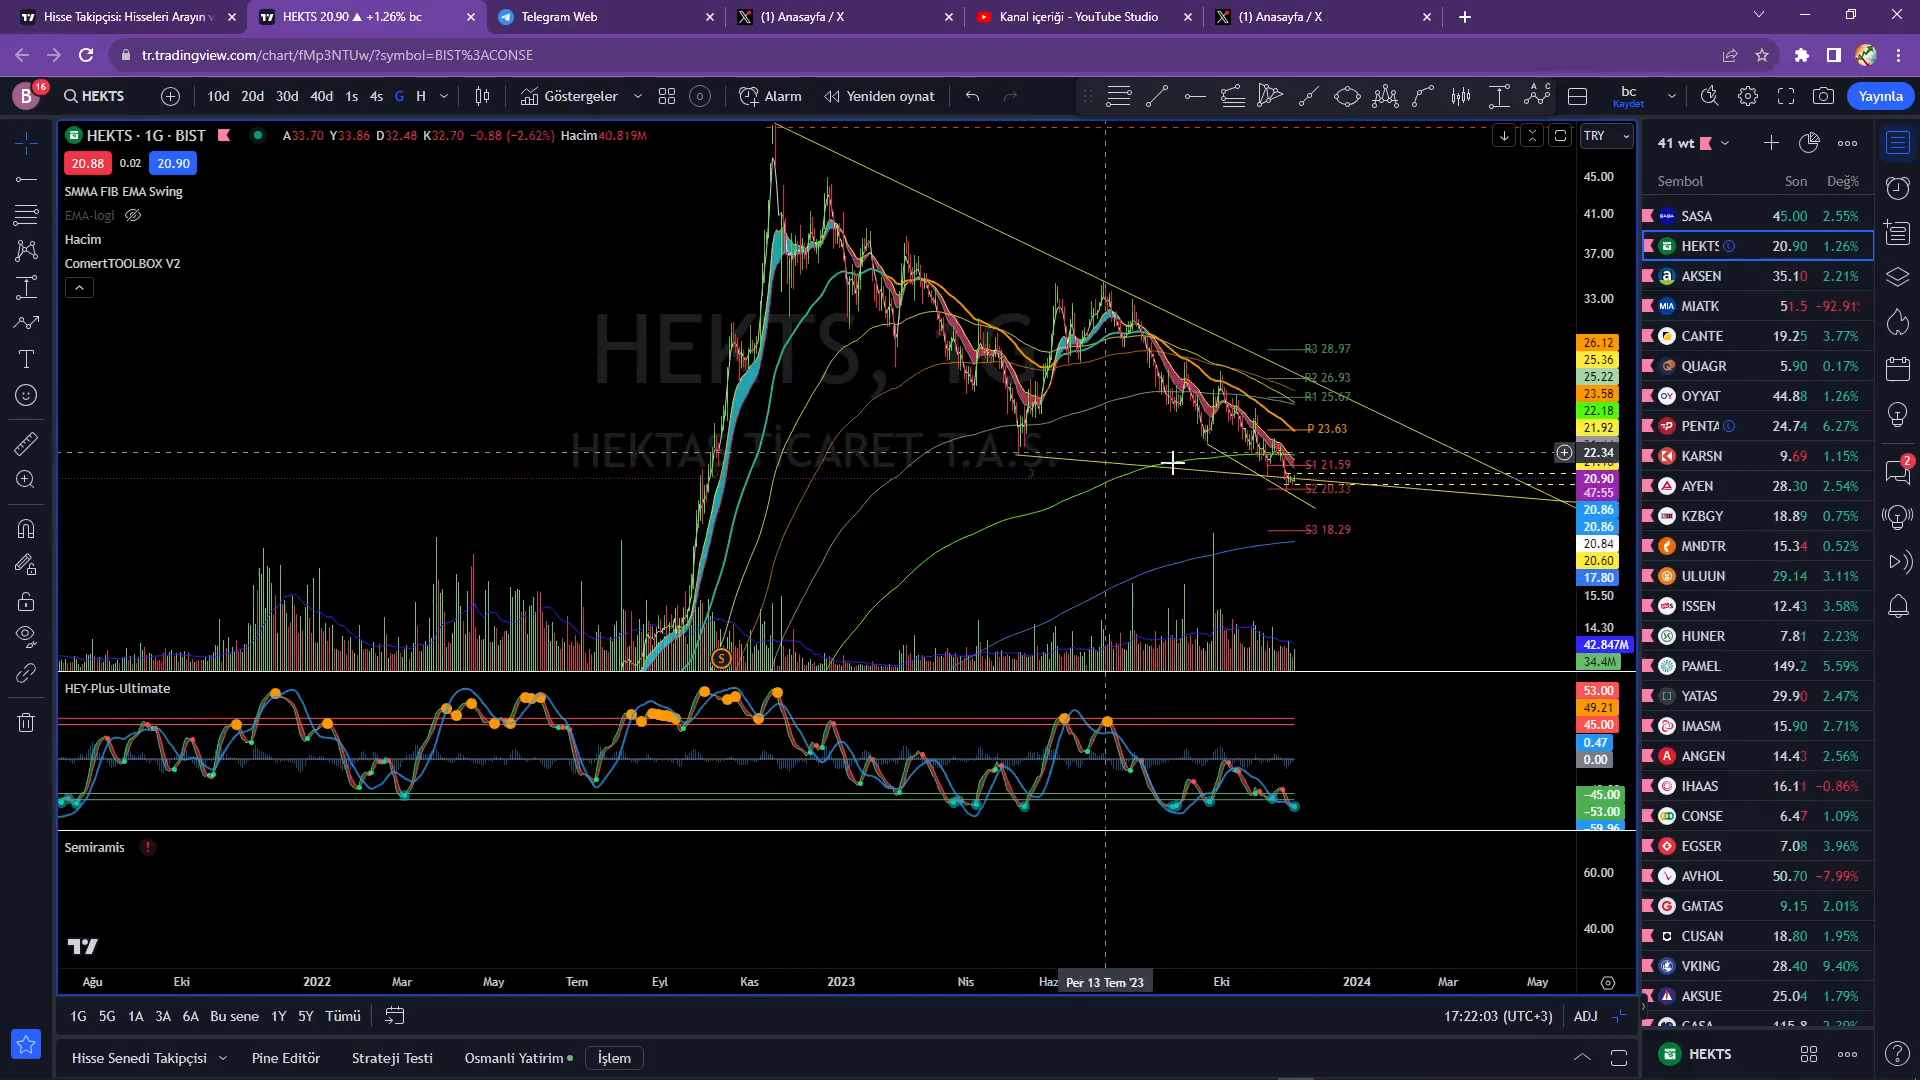 Hisse Takipçisi: Hisseleri Arayın v
HEKTS 20.90 ▲ +1.26% bc
Telegram Web
(1) Anasayfa / X
Kanal içeriği - YouTube Studio
(1) Anasayfa / X
tr.tradingview.com/chart/fMp3NTUw/?symbol=BIST%3ACONSE
B 16
HEKTS
10d 20d 30d 40d 1s 4s G H
Göstergeler
Alarm
Yeniden oynat
bc
Kaydet
Yayınla
HEKTS · 1G · BIST
A33.70 Y33.86 D32.48 K32.70 −0.88 (−2.62%) Hacim40.819M
TRY
20.88 0.02 20.90
SMMA FIB EMA Swing
EMA-logi
Hacim
ComertTOOLBOX V2
HEKTS, 1G
HEKTAŞ TİCARET T.A.Ş.
R3 28.97
R2 26.93
R1 25.67
P 23.63
S1 21.59
S2 20.33
S3 18.29
S
45.00
41.00
37.00
33.00
26.12
25.36
25.22
23.58
22.18
21.92
22.34
20.90
47:55
20.86
20.86
20.84
20.60
17.80
15.50
14.30
42.847M
34.4M
HEY-Plus-Ultimate
53.00
49.21
45.00
0.47
0.00
−45.00
−53.00
−59.96
Semiramis !
60.00
40.00
Ağu Eki 2022 Mar May Tem Eyl Kas 2023 Nis Haz Per 13 Tem '23 Eki 2024 Mar May
1G 5G 1A 3A 6A Bu sene 1Y 5Y Tümü
17:22:03 (UTC+3) ADJ
Hisse Senedi Takipçisi Pine Editörü Strateji Testi Osmanli Yatirim İşlem
41 wt
Sembol Son Değ%
SASA 45.00 2.55%
HEKTS L 20.90 1.26%
AKSEN 35.10 2.21%
MIATK 51.5 −92.91
CANTE 19.25 3.77%
QUAGR 5.90 0.17%
OYYAT 44.88 1.26%
PENTA L 24.74 6.27%
KARSN 9.69 1.15%
AYEN 28.30 2.54%
KZBGY 18.89 0.75%
MNDTR 15.34 0.52%
ULUUN 29.14 3.11%
ISSEN 12.43 3.58%
HUNER 7.81 2.23%
PAMEL 149.2 5.59%
YATAS 29.90 2.47%
IMASM 15.90 2.71%
ANGEN 14.43 2.56%
IHAAS 16.11 −0.86%
CONSE 6.47 1.09%
EGSER 7.08 3.96%
AVHOL 50.70 −7.99%
GMTAS 9.15 2.01%
CUSAN 18.80 1.95%
VKING 28.40 9.40%
AKSUE 25.04 1.79%
HEKTS
2